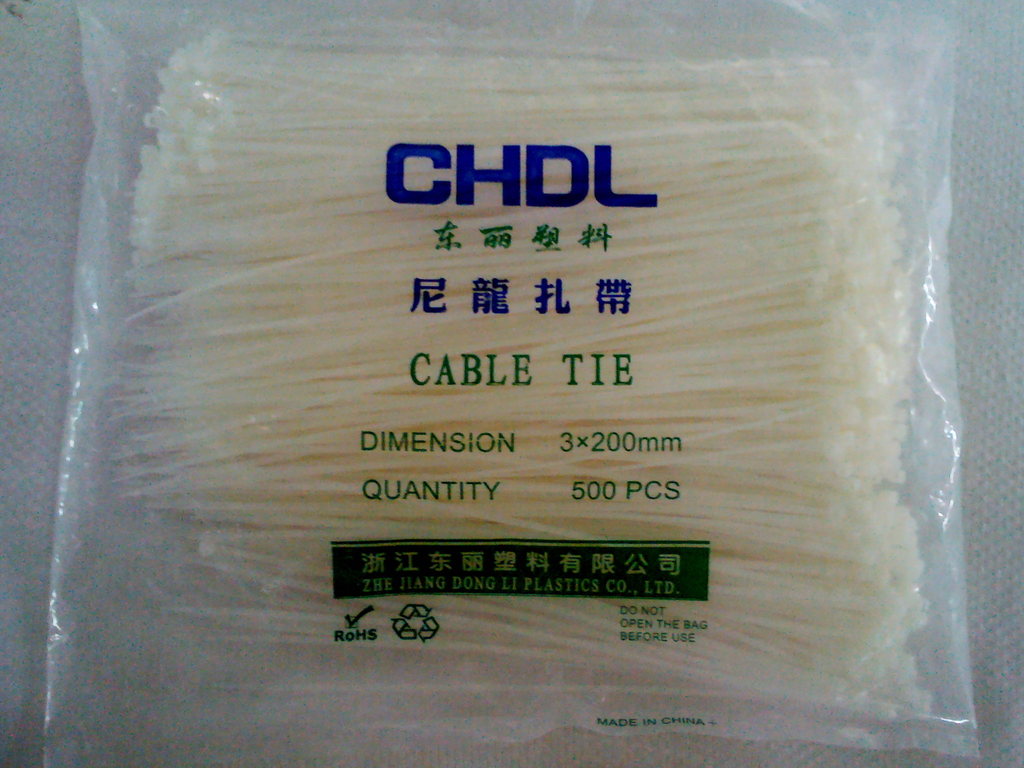 CHDL
东丽塑料
尼龍扎帶
CABLE TIE
DIMENSION 3×200mm
QUANTITY 500 PCS
浙江东丽塑料有限公司
ZHE JIANG DONG LI PLASTICS CO., LTD.
RoHS
DO NOT
OPEN THE BAG
BEFORE USE
MADE IN CHINA